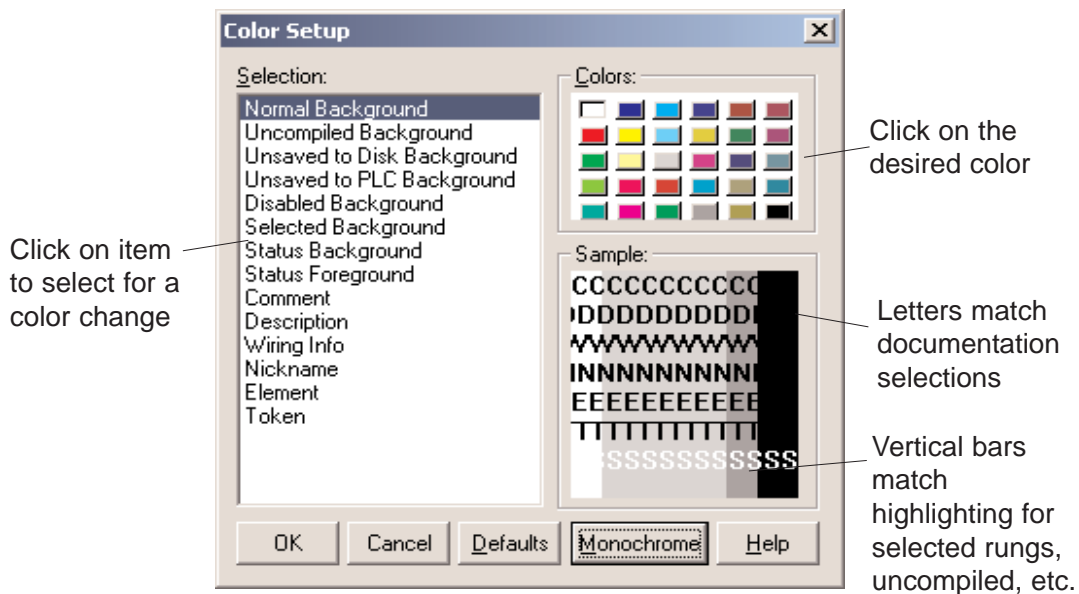 Color Setup
Selection:
Normal Background
Uncompiled Background
Unsaved to Disk Background
Unsaved to PLC Background
Disabled Background
Selected Background
Status Background
Status Foreground
Comment
Description
Wiring Info
Nickname
Element
Token
Colors:
Sample:
CCCCCCCCCCC
DDDDDDDDDD
WWWWWWWW
NNNNNNNNNN
EEEEEEEEEEE
TTTTTTTTTTT
SSSSSSSSSSS
OK
Cancel
Defaults
Monochrome
Help
Click on item
to select for a
color change
Click on the
desired color
Letters match
documentation
selections
Vertical bars
match
highlighting for
selected rungs,
uncompiled, etc.